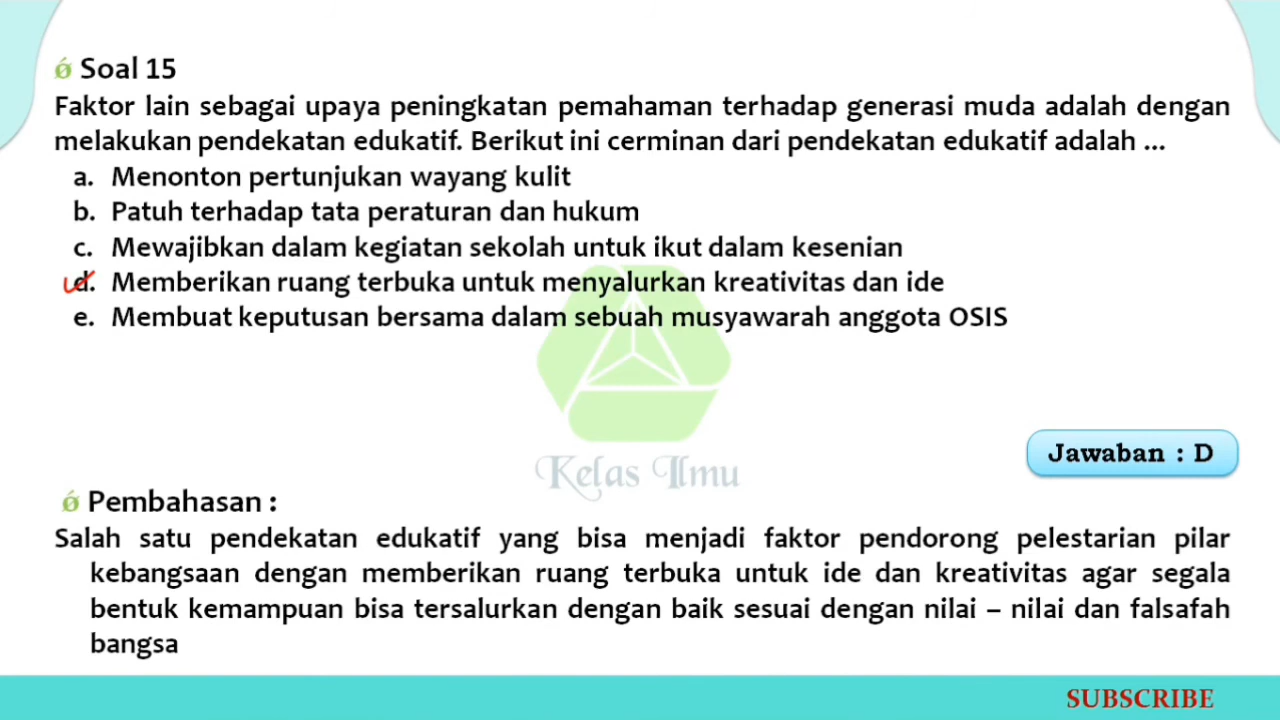 ǿ Soal 15
Faktor lain sebagai upaya peningkatan pemahaman terhadap generasi muda adalah dengan
melakukan pendekatan edukatif. Berikut ini cerminan dari pendekatan edukatif adalah ...
a. Menonton pertunjukan wayang kulit
b. Patuh terhadap tata peraturan dan hukum
c. Mewajibkan dalam kegiatan sekolah untuk ikut dalam kesenian
d. Memberikan ruang terbuka untuk menyalurkan kreativitas dan ide
e. Membuat keputusan bersama dalam sebuah musyawarah anggota OSIS
Jawaban : D
Kelas Ilmu
ǿ Pembahasan :
Salah satu pendekatan edukatif yang bisa menjadi faktor pendorong pelestarian pilar
kebangsaan dengan memberikan ruang terbuka untuk ide dan kreativitas agar segala
bentuk kemampuan bisa tersalurkan dengan baik sesuai dengan nilai – nilai dan falsafah
bangsa
SUBSCRIBE